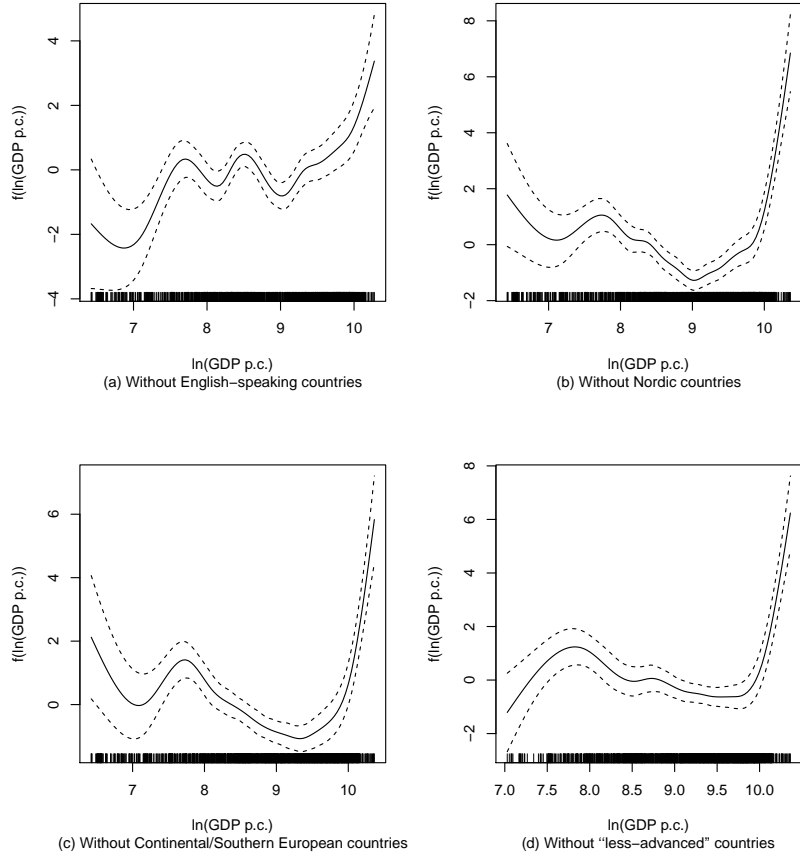 f(ln(GDP p.c.))
4
2
0
−2
−4
7 8 9 10
ln(GDP p.c.)
(a) Without English−speaking countries
f(ln(GDP p.c.))
8
6
4
2
0
−2
7 8 9 10
ln(GDP p.c.)
(b) Without Nordic countries
f(ln(GDP p.c.))
6
4
2
0
7 8 9 10
ln(GDP p.c.)
(c) Without Continental/Southern European countries
f(ln(GDP p.c.))
8
6
4
2
0
−2
7.0 7.5 8.0 8.5 9.0 9.5 10.0
ln(GDP p.c.)
(d) Without “less−advanced” countries